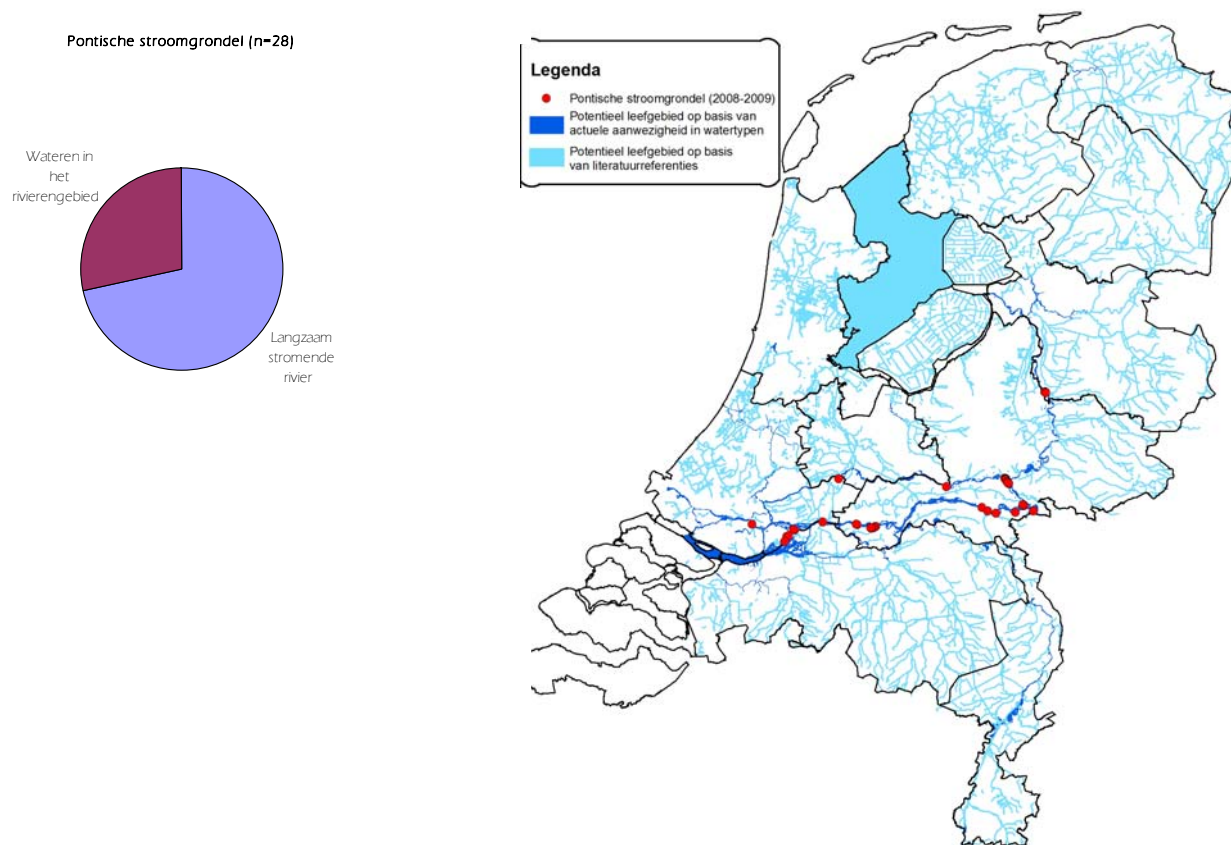 Pontische stroomgrondel (n=28)
Wateren in
het
rivierengebied
Langzaam
stromende
rivier
Legenda
Pontische stroomgrondel (2008-2009)
Potentieel leefgebied op basis van
actuele aanwezigheid in watertypen
Potentieel leefgebied op basis
van literatuurreferenties